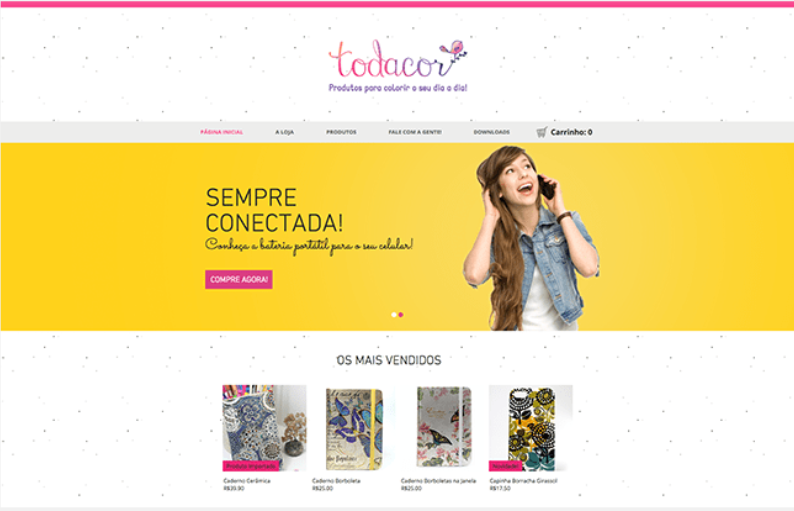 todacor
Produtos para colorir o seu dia a dia!
PÁGINA INICIAL A LOJA PRODUTOS FALE COM A GENTE! DOWNLOADS Carrinho: 0
SEMPRE
CONECTADA!
Conheça a bateria portátil para o seu celular!
COMPRE AGORA!
OS MAIS VENDIDOS
Produto Importado
Novidade!
Caderno Cerâmica Caderno Borboleta Caderno Borboletas na Janela Capinha Borracha Girassol
R$39,90 R$25,00 R$25,00 R$17,50